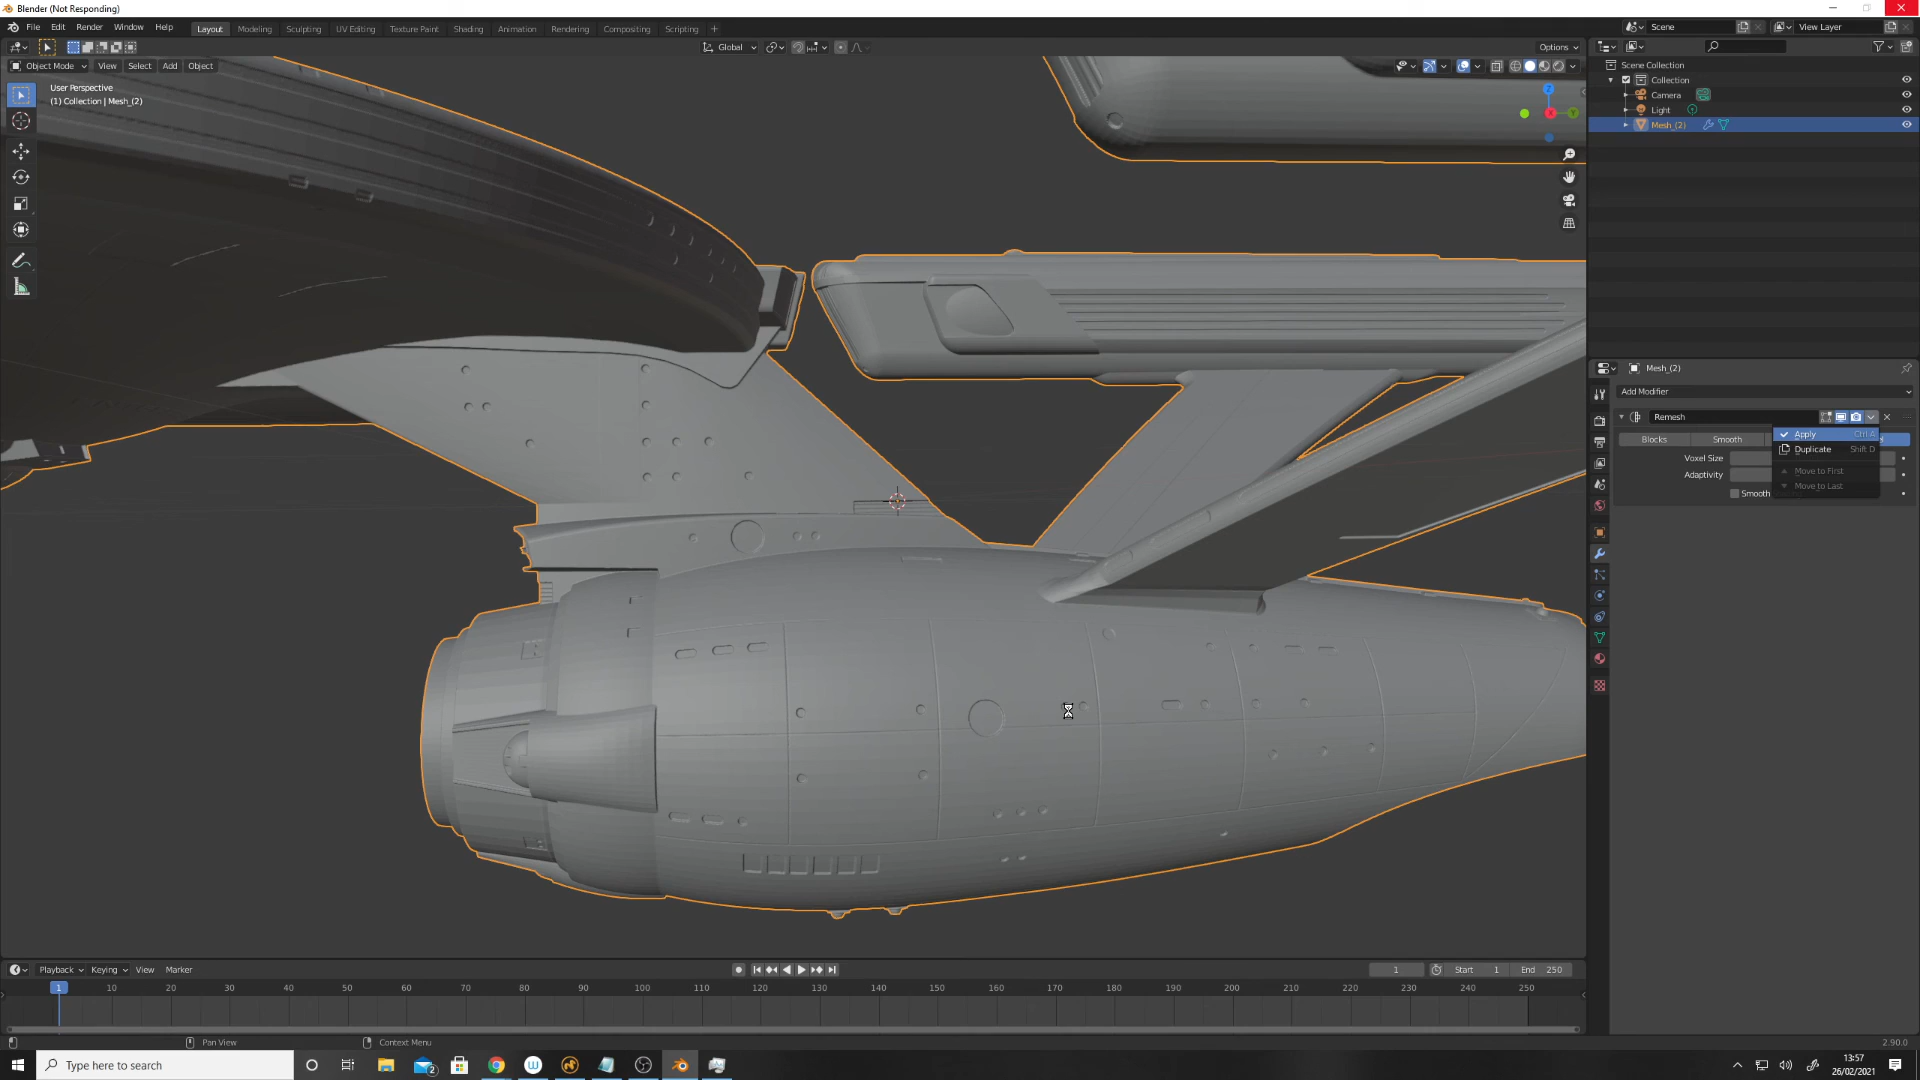 Blender (Not Responding)
File Edit Render Window Help Layout Modeling Sculpting UV Editing Texture Paint Shading Animation Rendering Compositing Scripting + Scene View Layer
Global Options
Object Mode View Select Add Object
User Perspective
(1) Collection | Mesh_(2)
Z
X
Y
Scene Collection
Collection
Camera
Light
Mesh_(2)
Mesh_(2)
Add Modifier
Remesh
Blocks Smooth
Apply Ctrl A
Voxel Size
Duplicate Shift D
Adaptivity
Move to First
Move to Last
Smooth
Playback Keying View Marker 1 Start 1 End 250
1 10 20 30 40 50 60 70 80 90 100 110 120 130 140 150 160 170 180 190 200 210 220 230 240 250
Pan View Context Menu 2.90.0
Type here to search
2
13:57
26/02/2021